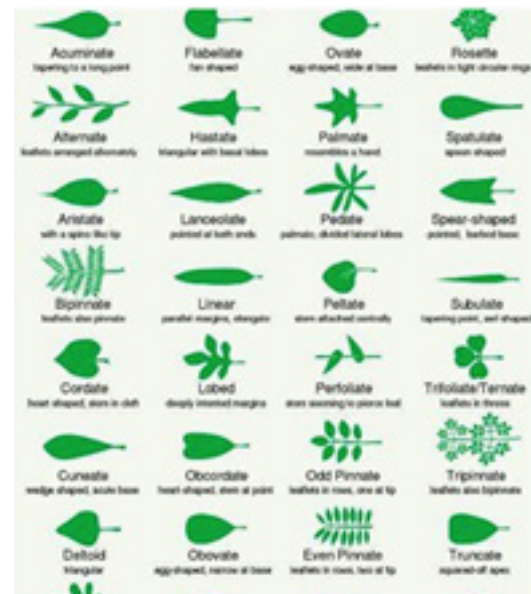 Acuminate
tapering to a long point
Flabellate
fan shaped
Ovate
egg-shaped, wide at base
Rosette
leaflets in tight circular rings
Alternate
leaflets arranged alternately
Hastate
triangular with basal lobes
Palmate
resembles a hand
Spatulate
spoon shaped
Aristate
with a spine like tip
Lanceolate
pointed at both ends
Pedate
palmate, divided lateral lobes
Spear-shaped
pointed, barbed base
Bipinnate
leaflets also pinnate
Linear
parallel margins, elongate
Peltate
stem attached centrally
Subulate
tapering point, awl shaped
Cordate
heart shaped, stem in cleft
Lobed
deeply indented margins
Perfoliate
stem seeming to pierce leaf
Trifoliate/Ternate
leaflets in threes
Cuneate
wedge shaped, acute base
Obcordate
heart-shaped, stem at point
Odd Pinnate
leaflets in rows, one at tip
Tripinnate
leaflets also bipinnate
Deltoid
triangular
Obovate
egg-shaped, narrow at base
Even Pinnate
leaflets in rows, two at tip
Truncate
squared-off apex